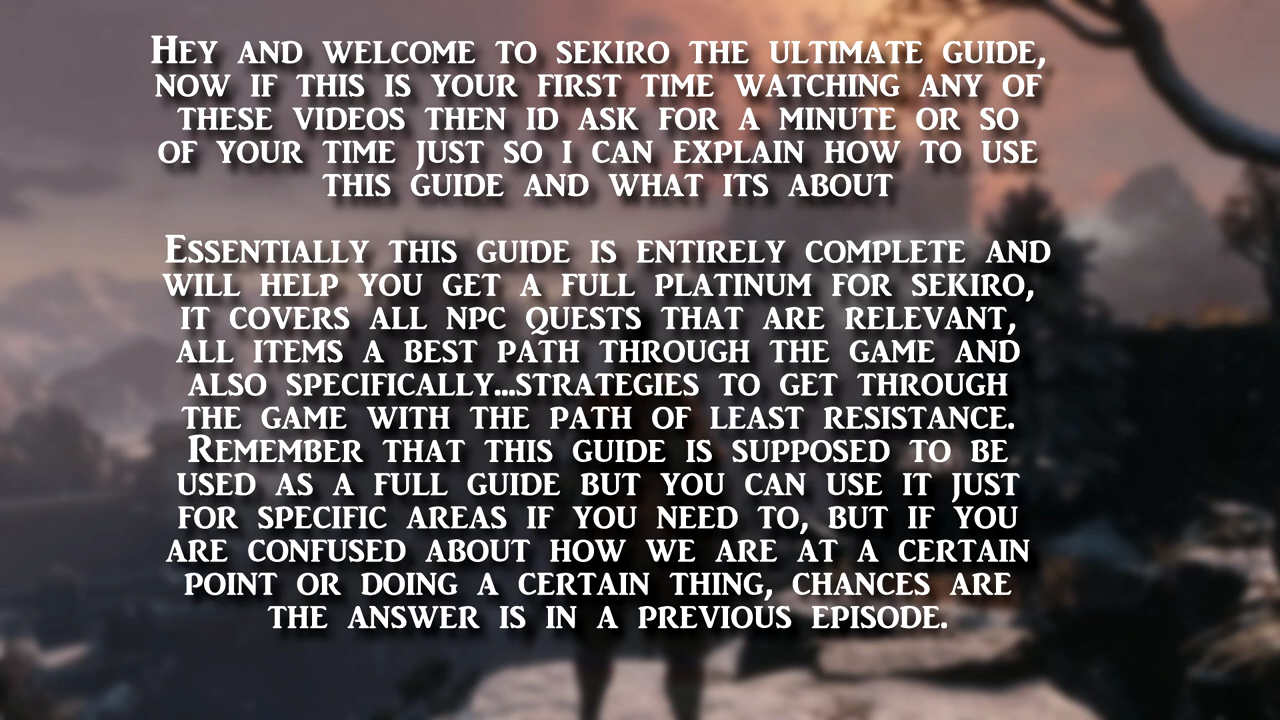 Hey and welcome to sekiro the ultimate guide,
now if this is your first time watching any of
these videos then id ask for a minute or so
of your time just so i can explain how to use
this guide and what its about
Essentially this guide is entirely complete and
will help you get a full platinum for sekiro,
it covers all npc quests that are relevant,
all items a best path through the game and
also specifically...strategies to get through
the game with the path of least resistance.
Remember that this guide is supposed to be
used as a full guide but you can use it just
for specific areas if you need to, but if you
are confused about how we are at a certain
point or doing a certain thing, chances are
the answer is in a previous episode.